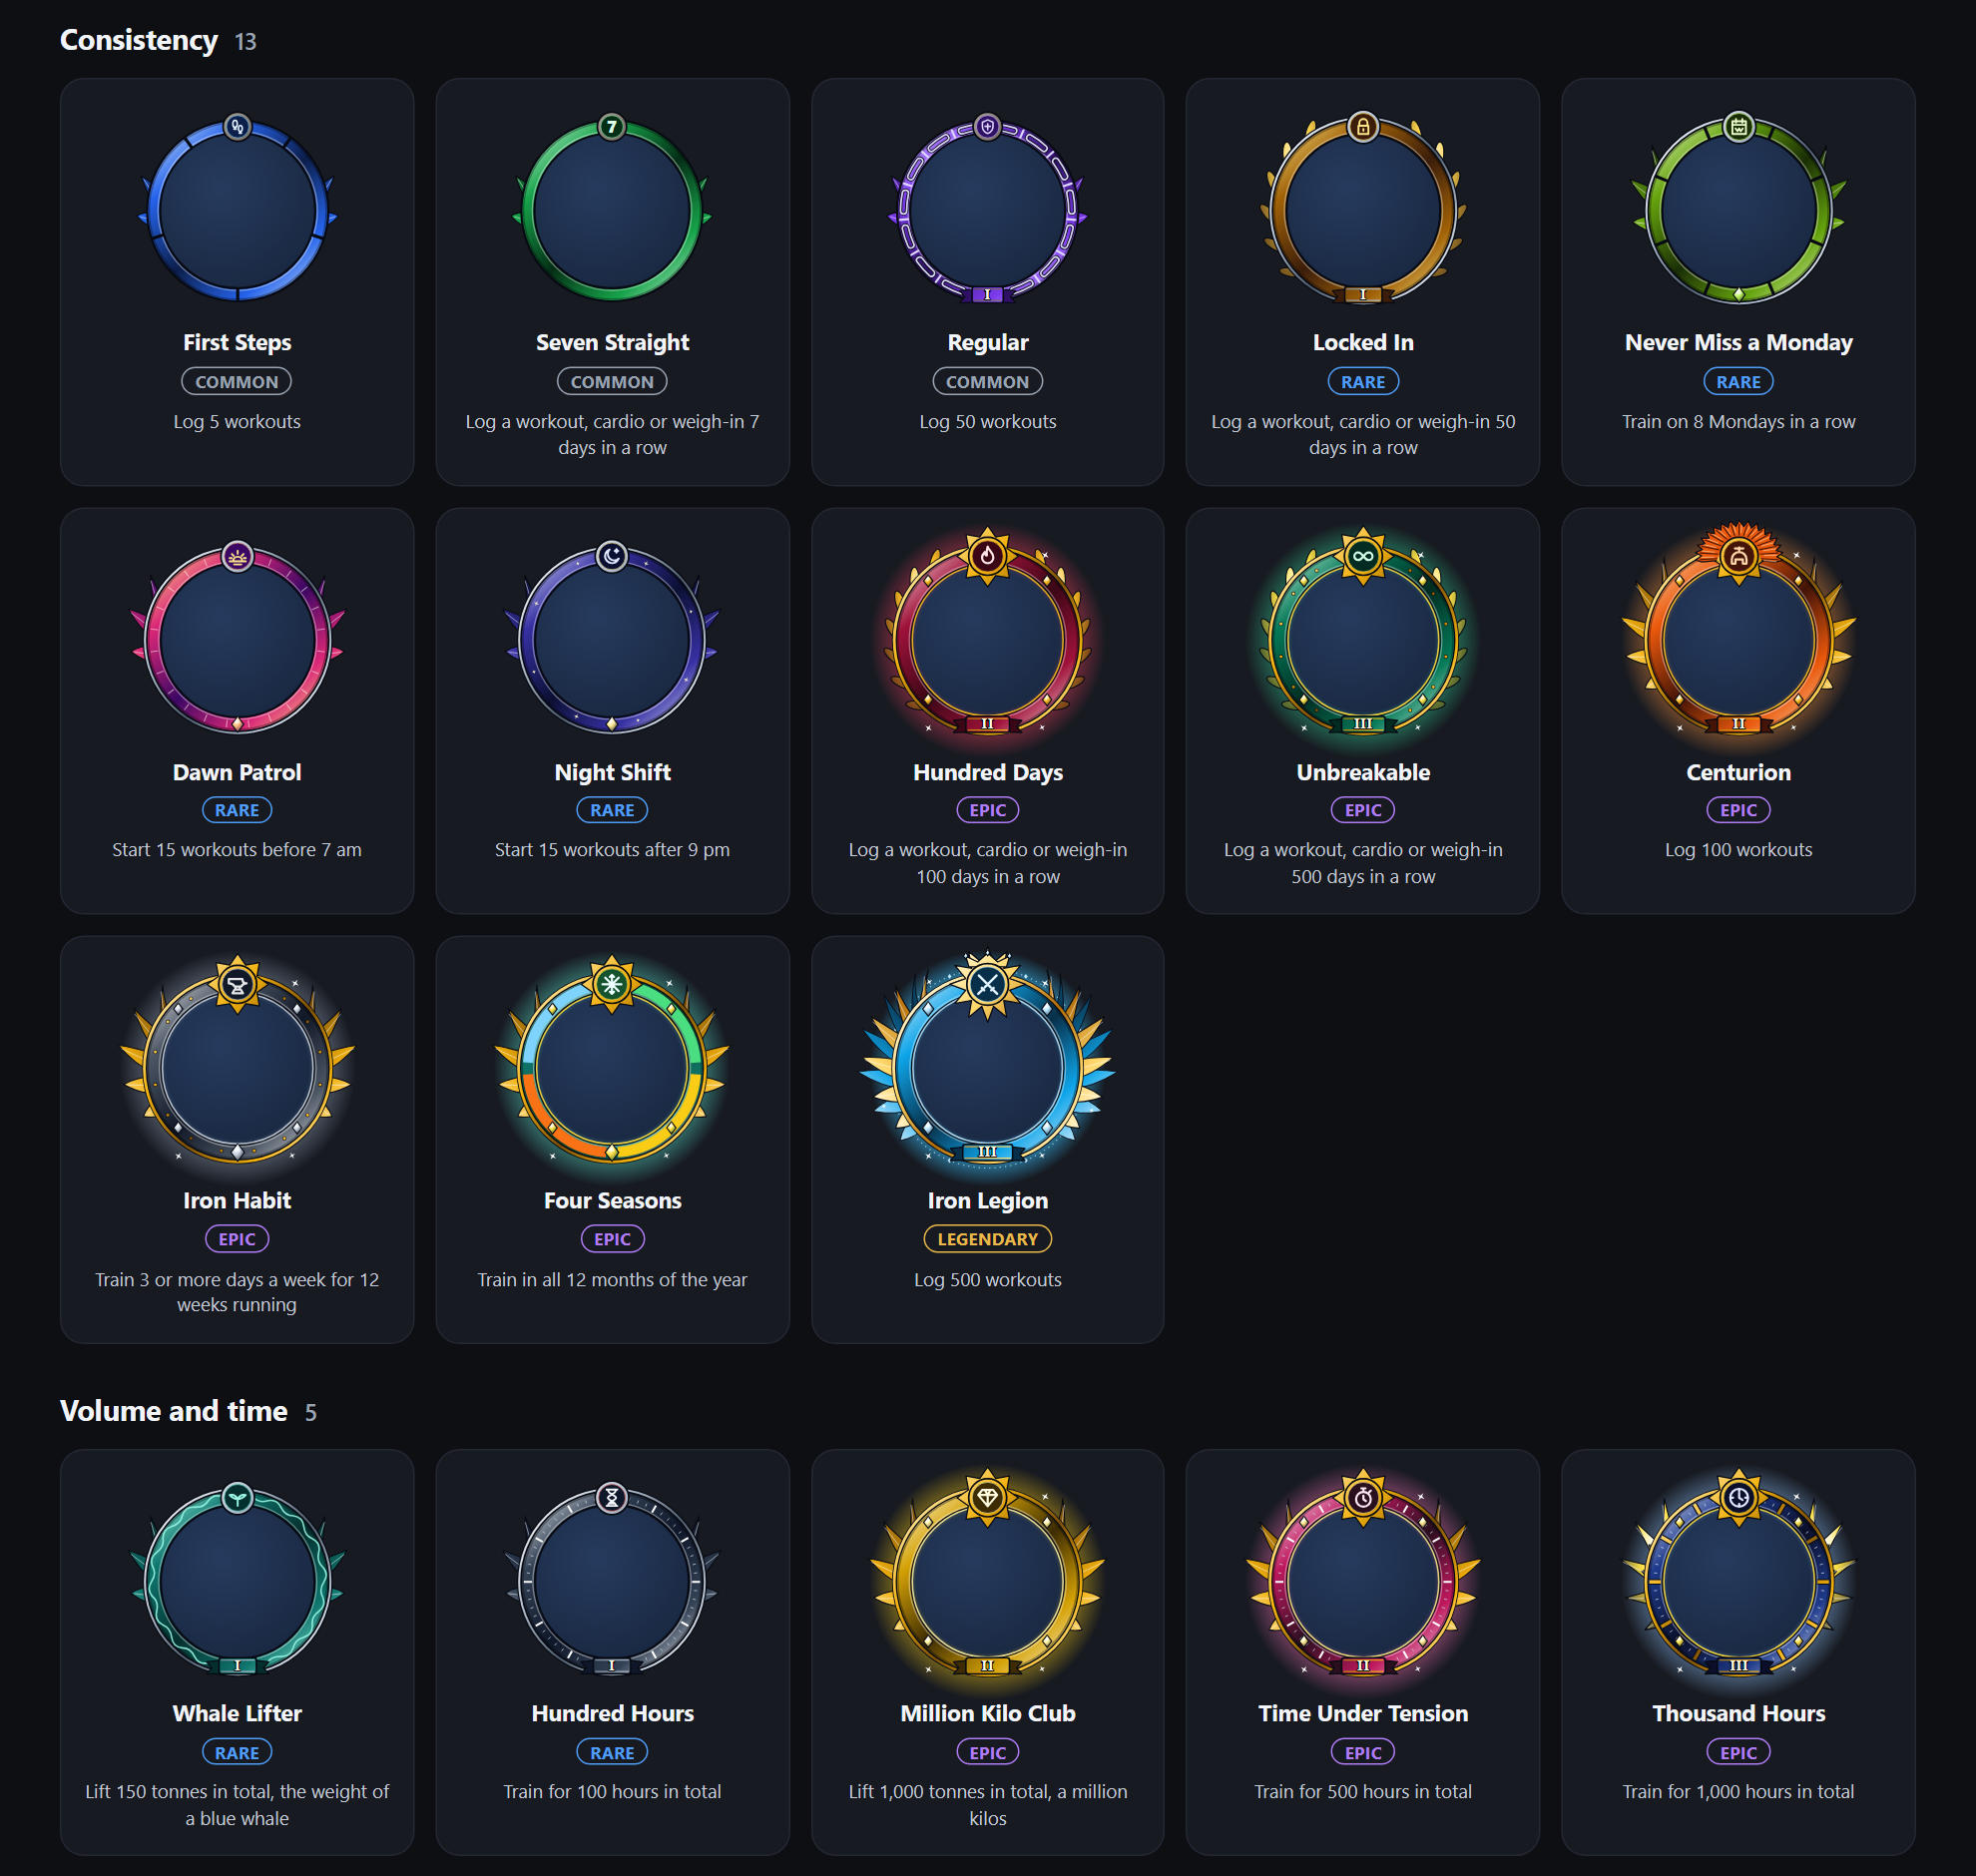 Consistency 13
7
I
I
First Steps
Seven Straight
Regular
Locked In
Never Miss a Monday
COMMON
COMMON
COMMON
RARE
RARE
Log 5 workouts
Log a workout, cardio or weigh-in 7
days in a row
Log 50 workouts
Log a workout, cardio or weigh-in 50
days in a row
Train on 8 Mondays in a row
II
III
II
Dawn Patrol
Night Shift
Hundred Days
Unbreakable
Centurion
RARE
RARE
EPIC
EPIC
EPIC
Start 15 workouts before 7 am
Start 15 workouts after 9 pm
Log a workout, cardio or weigh-in
100 days in a row
Log a workout, cardio or weigh-in
500 days in a row
Log 100 workouts
III
Iron Habit
Four Seasons
Iron Legion
EPIC
EPIC
LEGENDARY
Train 3 or more days a week for 12
weeks running
Train in all 12 months of the year
Log 500 workouts
Volume and time 5
I
I
II
II
III
Whale Lifter
Hundred Hours
Million Kilo Club
Time Under Tension
Thousand Hours
RARE
RARE
EPIC
EPIC
EPIC
Lift 150 tonnes in total, the weight of
a blue whale
Train for 100 hours in total
Lift 1,000 tonnes in total, a million
kilos
Train for 500 hours in total
Train for 1,000 hours in total